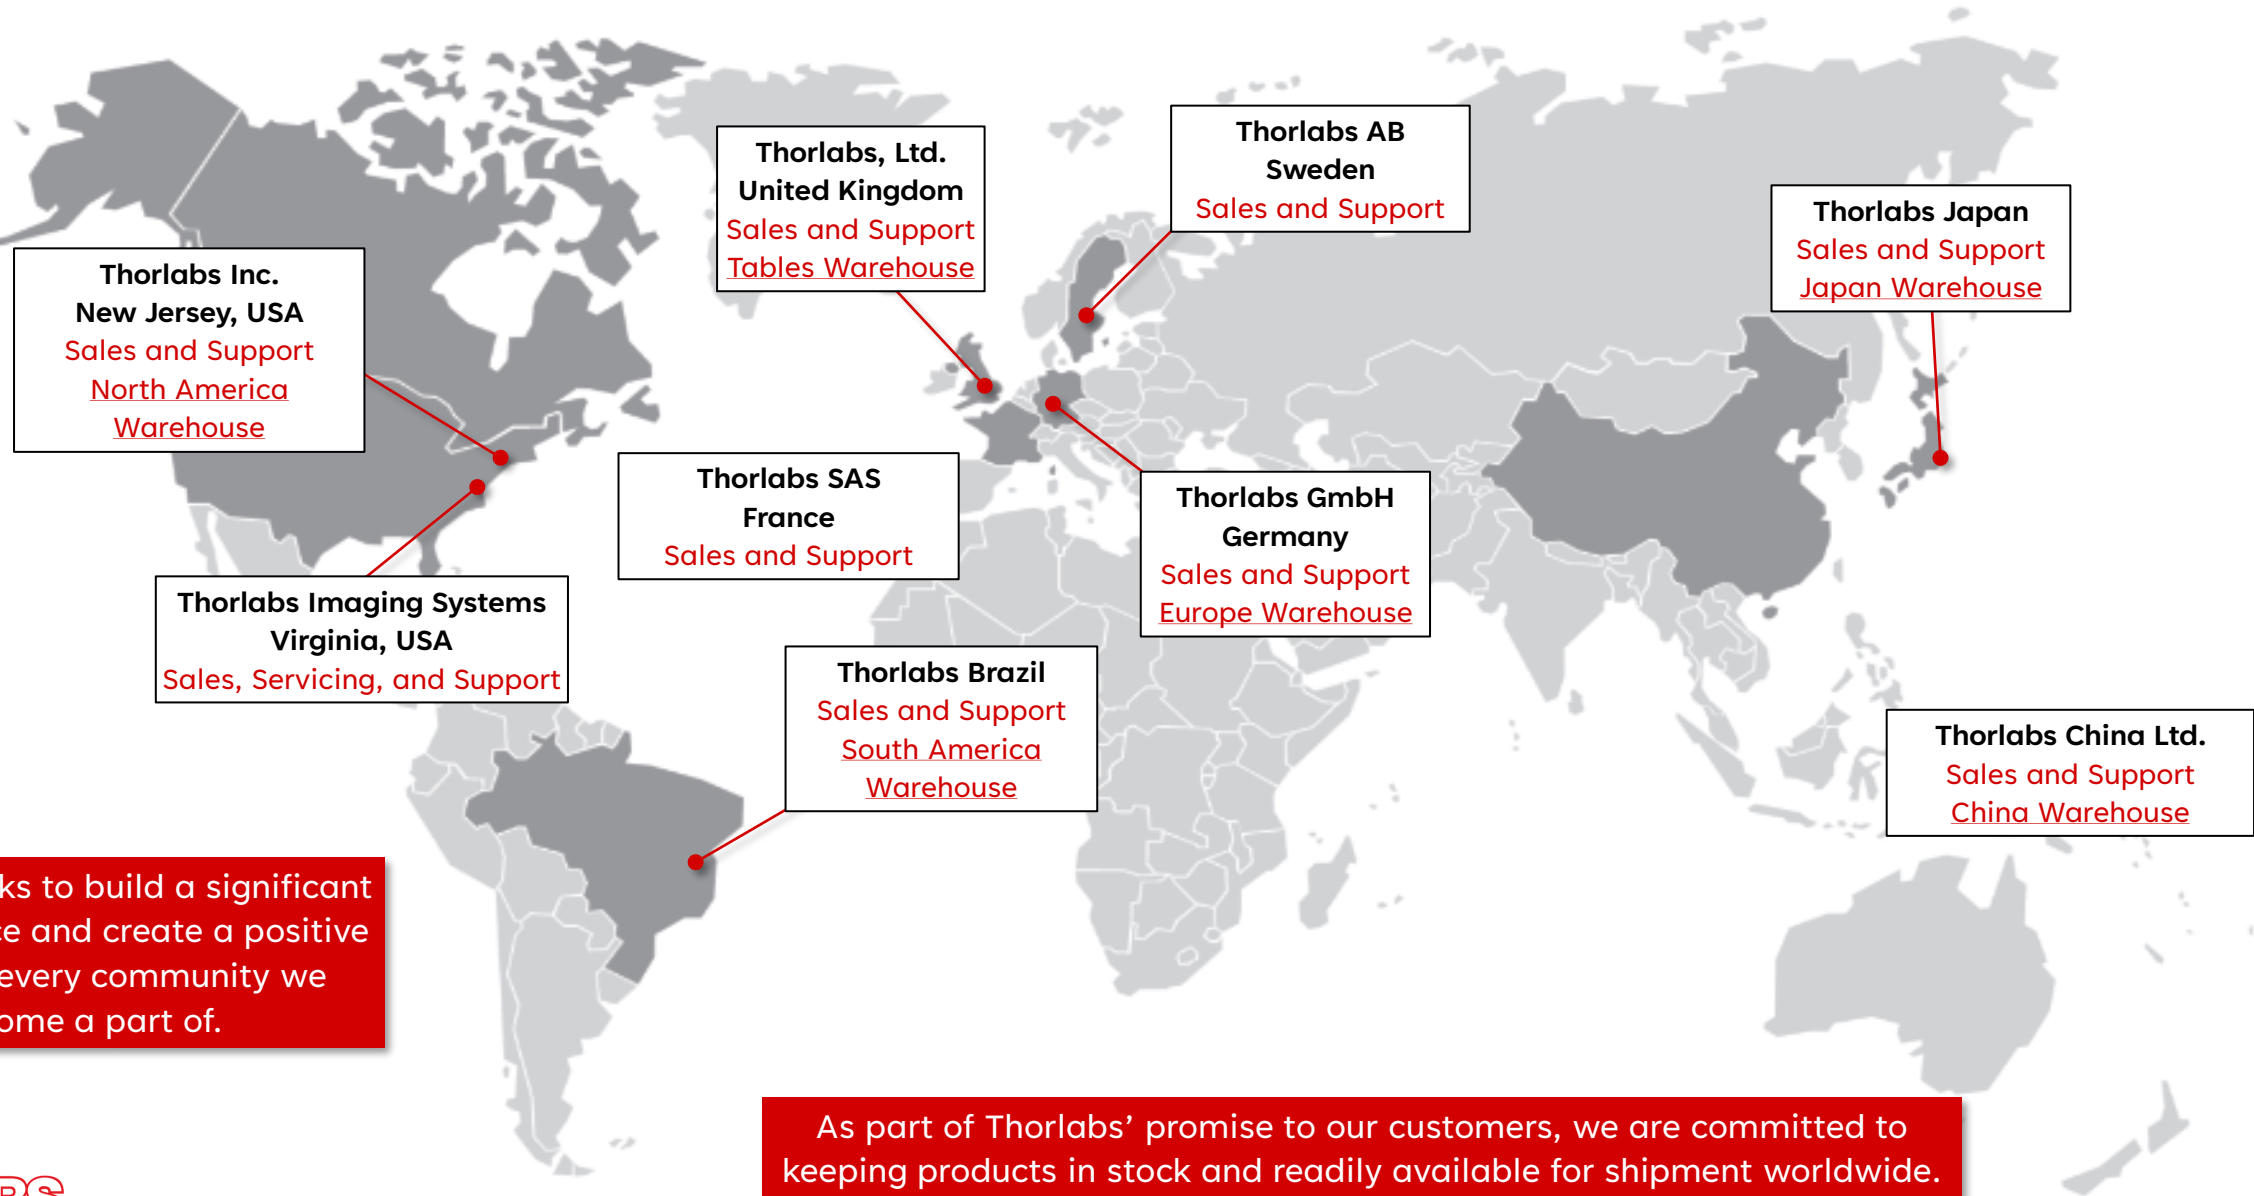 Thorlabs, Ltd.
United Kingdom
Sales and Support
Tables Warehouse
Thorlabs AB
Sweden
Sales and Support
Thorlabs Japan
Sales and Support
Japan Warehouse
Thorlabs Inc.
New Jersey, USA
Sales and Support
North America
Warehouse
Thorlabs SAS
France
Sales and Support
Thorlabs GmbH
Germany
Sales and Support
Europe Warehouse
Thorlabs Imaging Systems
Virginia, USA
Sales, Servicing, and Support
Thorlabs Brazil
Sales and Support
South America
Warehouse
Thorlabs China Ltd.
Sales and Support
China Warehouse
to build a significant
and create a positive
every community we
a part of.
As part of Thorlabs’ promise to our customers, we are committed to
keeping products in stock and readily available for shipment worldwide.